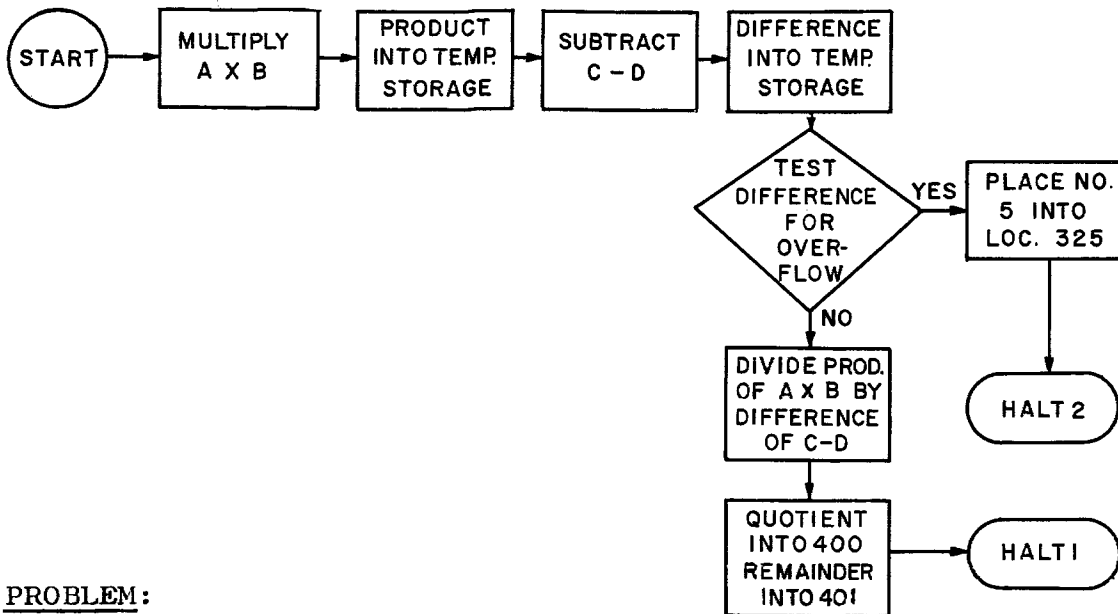 START
MULTIPLY
A X B
PRODUCT
INTO TEMP.
STORAGE
SUBTRACT
C - D
DIFFERENCE
INTO TEMP.
STORAGE
TEST
DIFFERENCE
FOR
OVER-
FLOW
YES
PLACE NO.
5 INTO
LOC. 325
HALT 2
NO
DIVIDE PROD.
OF A X B BY
DIFFERENCE
OF C-D
QUOTIENT
INTO 400
REMAINDER
INTO 401
HALT 1
PROBLEM: